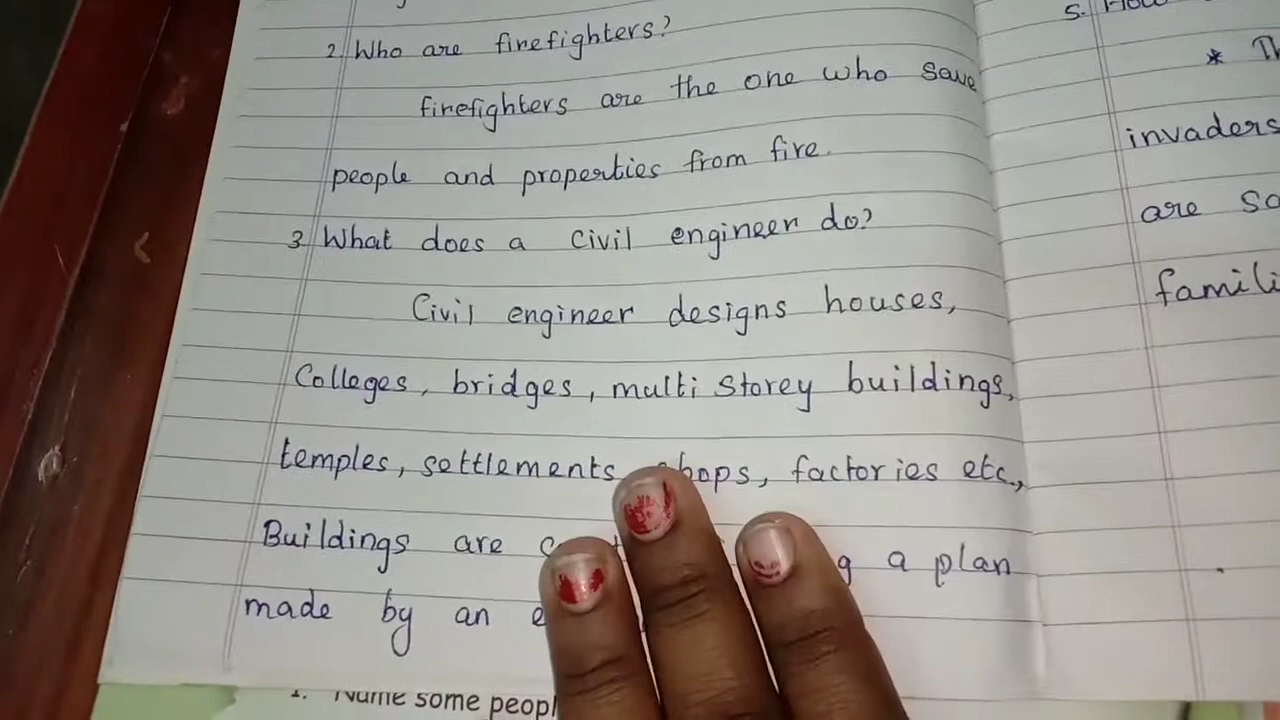 2. Who are firefighters?
firefighters are the one who save
people and properties from fire.
3. What does a civil engineer do?
Civil engineer designs houses,
Colleges, bridges, multi storey buildings,
temples, settlements shops, factories etc.,
Buildings are a plan
made by an
1. Name some
5.
*
invaders
are